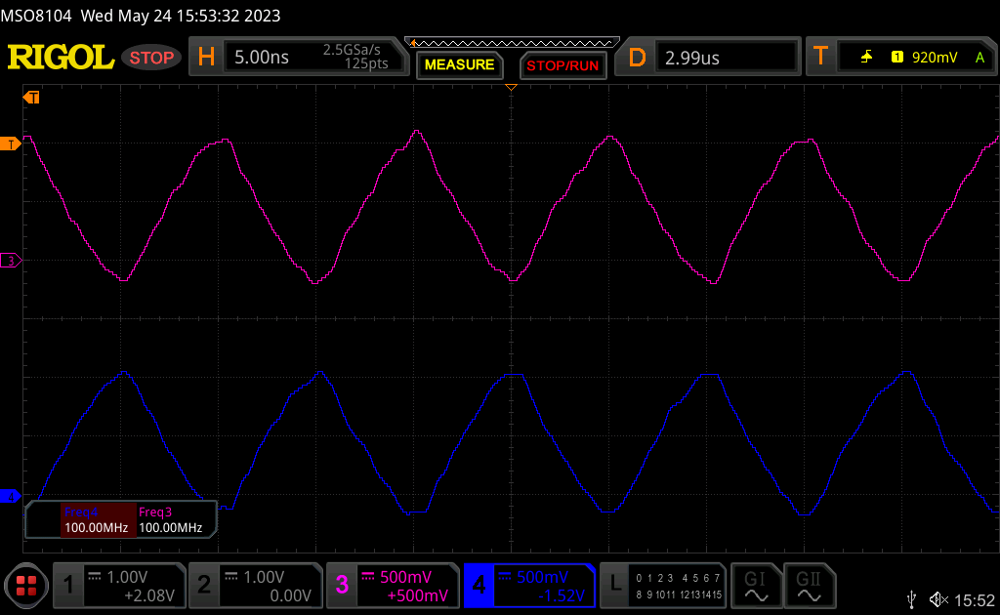 MSO8104 Wed May 24 15:53:32 2023
RIGOL STOP H 5.00ns 2.5GSa/s 125pts MEASURE STOP/RUN D 2.99us T 1 920mV A
T
T
3
4
Freq4 Freq3
100.00MHz 100.00MHz
1 1.00V +2.08V 2 1.00V 0.00V 3 500mV +500mV 4 500mV -1.52V L 0 1 2 3 4 5 6 7 GI GII
8 9 10 11 12 13 14 15
15:52